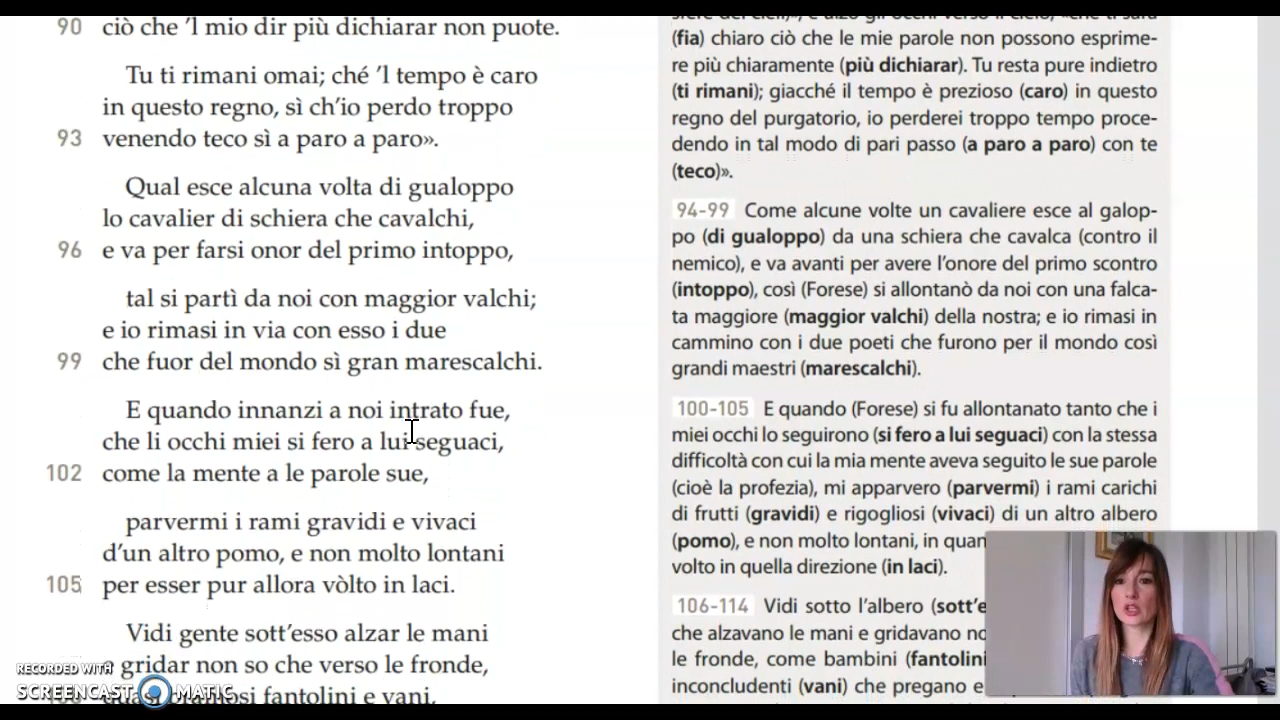 90 ciò che ’l mio dir più dichiarar non puote.
Tu ti rimani omai; ché ’l tempo è caro
in questo regno, sì ch’io perdo troppo
93 venendo teco sì a paro a paro».
Qual esce alcuna volta di gualoppo
lo cavalier di schiera che cavalchi,
96 e va per farsi onor del primo intoppo,
tal si partì da noi con maggior valchi;
e io rimasi in via con esso i due
99 che fuor del mondo sì gran marescalchi.
E quando innanzi a noi intrato fue,
che li occhi miei si fero a lui seguaci,
102 come la mente a le parole sue,
parvermi i rami gravidi e vivaci
d’un altro pomo, e non molto lontani
105 per esser pur allora vòlto in laci.
Vidi gente sott’esso alzar le mani
gridar non so che verso le fronde,
fantolini e vani,
(fia) chiaro ciò che le mie parole non possono esprime-
re più chiaramente (più dichiarar). Tu resta pure indietro
(ti rimani); giacché il tempo è prezioso (caro) in questo
regno del purgatorio, io perderei troppo tempo proce-
dendo in tal modo di pari passo (a paro a paro) con te
(teco)».
94-99 Come alcune volte un cavaliere esce al galop-
po (di gualoppo) da una schiera che cavalca (contro il
nemico), e va avanti per avere l’onore del primo scontro
(intoppo), così (Forese) si allontanò da noi con una falca-
ta maggiore (maggior valchi) della nostra; e io rimasi in
cammino con i due poeti che furono per il mondo così
grandi maestri (marescalchi).
100-105 E quando (Forese) si fu allontanato tanto che i
miei occhi lo seguirono (si fero a lui seguaci) con la stessa
difficoltà con cui la mia mente aveva seguito le sue parole
(cioè la profezia), mi apparvero (parvermi) i rami carichi
di frutti (gravidi) e rigogliosi (vivaci) di un altro albero
(pomo), e non molto lontani, in quan
volto in quella direzione (in laci).
106-114 Vidi sotto l’albero (sott’e
che alzavano le mani e gridavano no
le fronde, come bambini (fantolini
inconcludenti (vani) che pregano e
RECORDED WITH
SCREENCAST MATIC